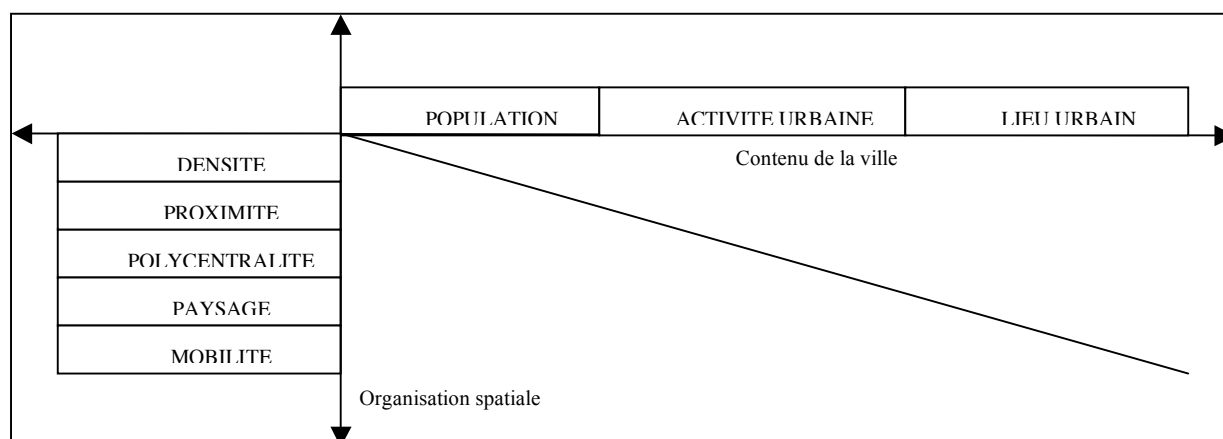 POPULATION ACTIVITE URBAINE LIEU URBAIN
Contenu de la ville
DENSITE
PROXIMITE
POLYCENTRALITE
PAYSAGE
MOBILITE
Organisation spatiale